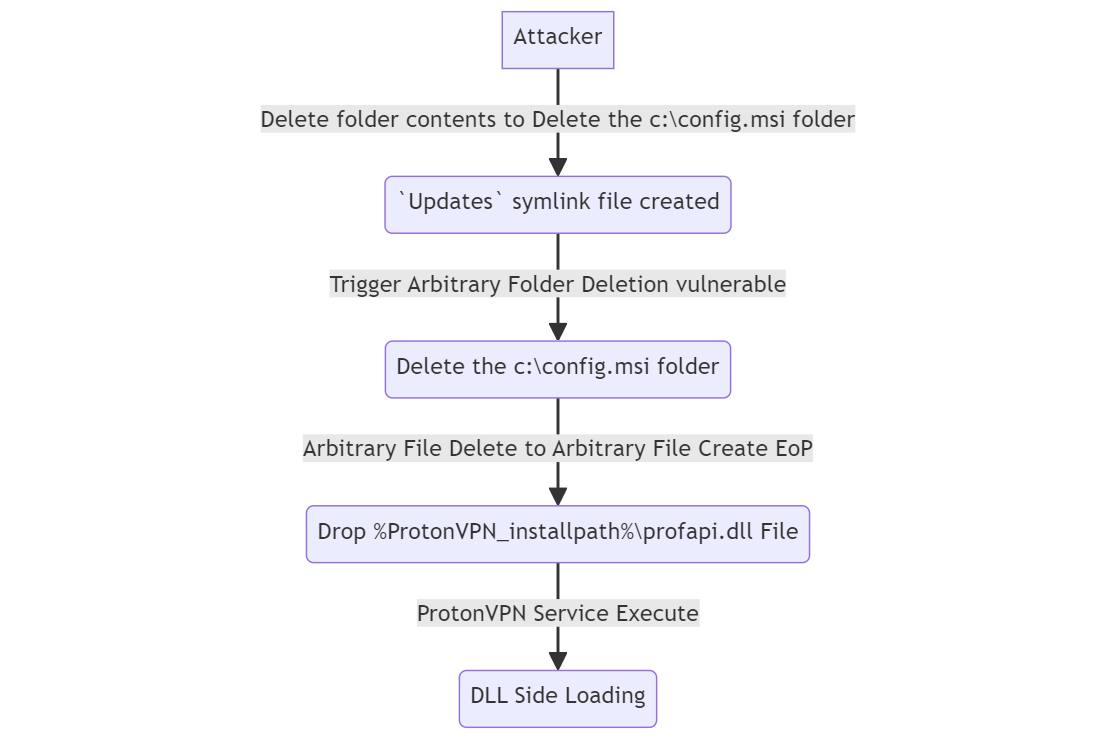 Attacker
Delete folder contents to Delete the c:\config.msi folder
`Updates` symlink file created
Trigger Arbitrary Folder Deletion vulnerable
Delete the c:\config.msi folder
Arbitrary File Delete to Arbitrary File Create EoP
Drop %ProtonVPN_installpath%\profapi.dll File
ProtonVPN Service Execute
DLL Side Loading